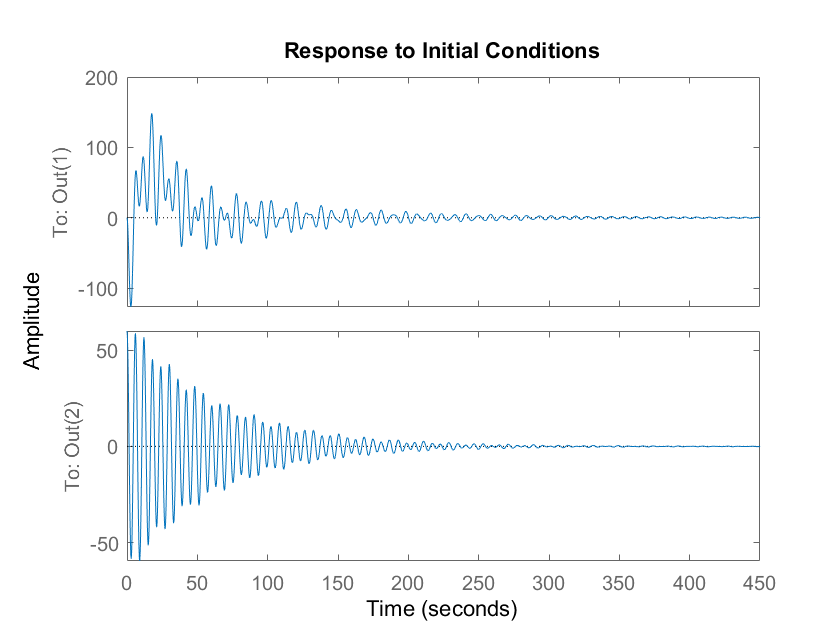 Response to Initial Conditions
Amplitude
To: Out(1)
200
100
0
-100
To: Out(2)
50
0
-50
0 50 100 150 200 250 300 350 400 450
Time (seconds)